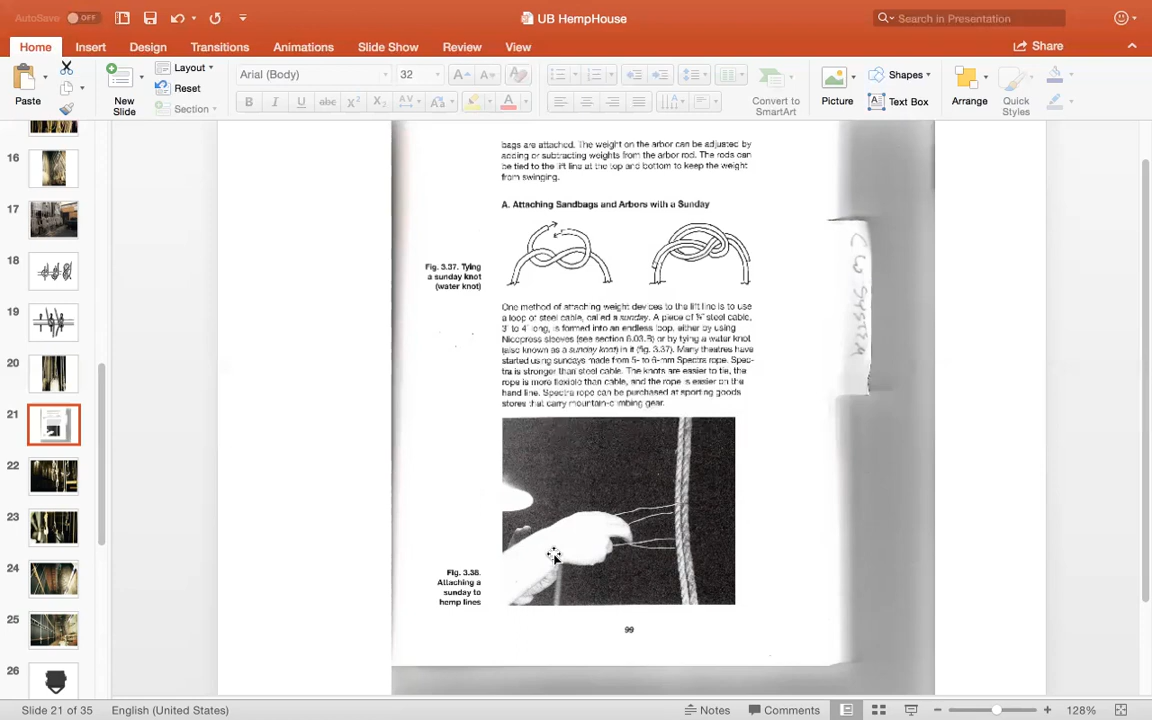 AutoSave OFF
UB HempHouse
Search in Presentation
Home Insert Design Transitions Animations Slide Show Review View
Share
Paste
New
Slide
Layout
Reset
Section
Arial (Body)
32
Convert to
SmartArt
Picture
Shapes
Text Box
Arrange
Quick
Styles
16
17
18
19
20
21
22
23
24
25
26
bags are attached. The weight on the arbor can be adjusted by
adding or subtracting weights from the arbor rod. The rods can
be tied to the lift line at the top and bottom to keep the weight
from swinging.
A. Attaching Sandbags and Arbors with a Sunday
Fig. 3.37. Tying
a sunday knot
(water knot)
One method of attaching weight devices to the lift line is to use
a loop of steel cable, called a sunday. A piece of ¼" steel cable,
3' to 4' long, is formed into an endless loop, either by using
Nicopress sleeves (see section 6.03.B) or by tying a water knot
(also known as a sunday knot) in it (fig. 3.37). Many theatres have
started using sundays made from 5- to 6-mm Spectra rope. Spec-
tra is stronger than steel cable. The knots are easier to tie, the
rope is more flexible than cable, and the rope is easier on the
hand line. Spectra rope can be purchased at sporting goods
stores that carry mountain-climbing gear.
Fig. 3.38.
Attaching a
sunday to
hemp lines
99
CW SYSTEM
Slide 21 of 35
English (United States)
Notes
Comments
128%